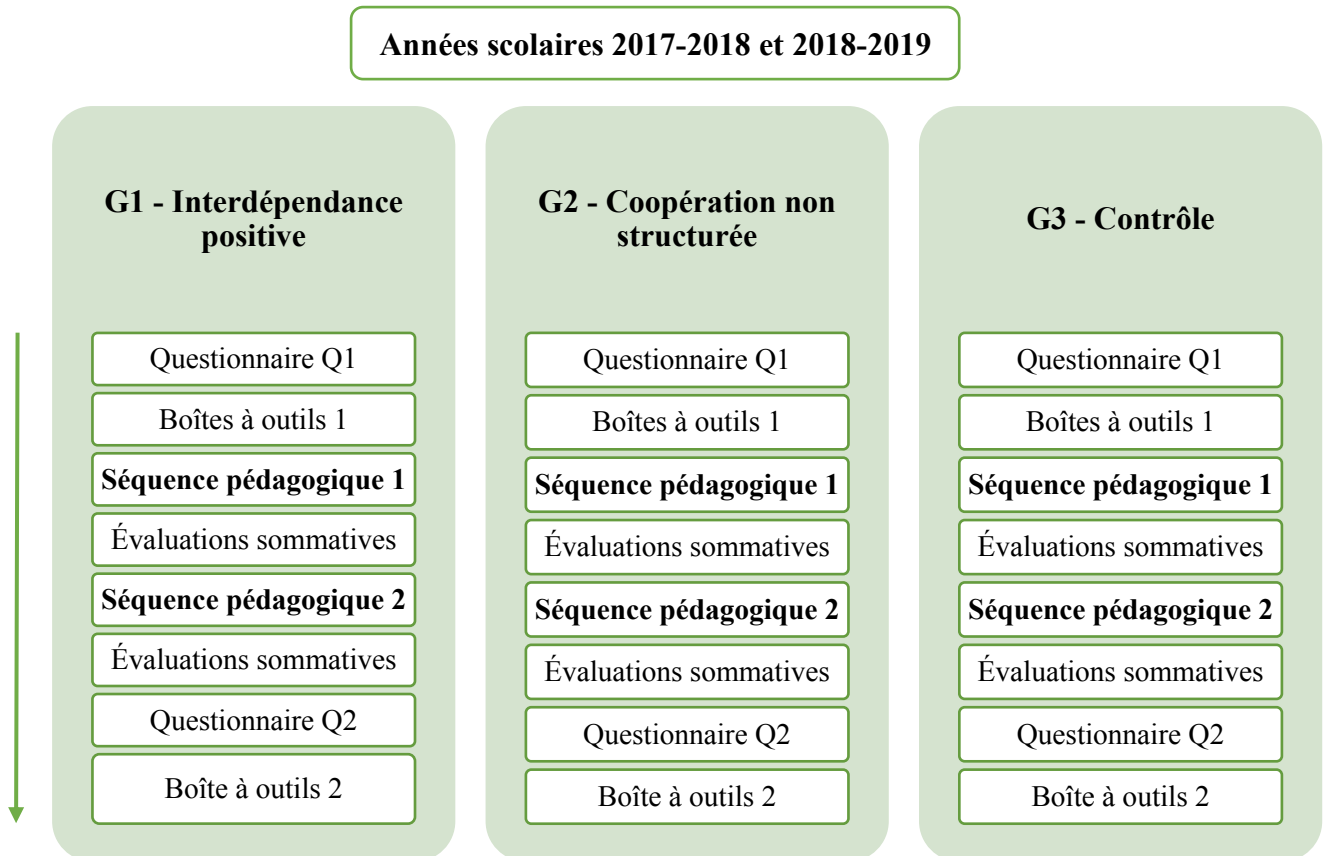 Années scolaires 2017-2018 et 2018-2019
G1 - Interdépendance
positive
Questionnaire Q1
Boîtes à outils 1
Séquence pédagogique 1
Évaluations sommatives
Séquence pédagogique 2
Évaluations sommatives
Questionnaire Q2
Boîte à outils 2
G2 - Coopération non
structurée
Questionnaire Q1
Boîtes à outils 1
Séquence pédagogique 1
Évaluations sommatives
Séquence pédagogique 2
Évaluations sommatives
Questionnaire Q2
Boîte à outils 2
G3 - Contrôle
Questionnaire Q1
Boîtes à outils 1
Séquence pédagogique 1
Évaluations sommatives
Séquence pédagogique 2
Évaluations sommatives
Questionnaire Q2
Boîte à outils 2